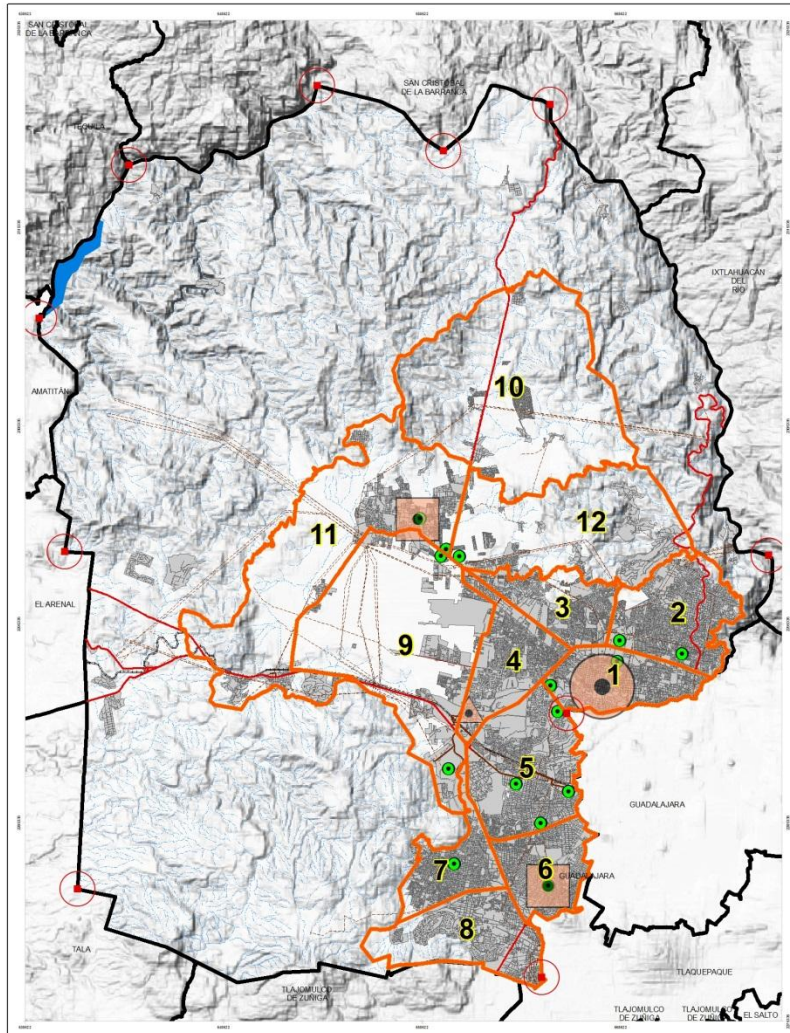 SAN CRISTOBAL
DE LA BARRANCA
SAN CRISTOBAL
DE LA BARRANCA
TEQUILA
IXTLAHUACÁN
DEL
RIO
AMATITÁN
10
11
12
EL ARENAL
3
2
9
4
1
5
GUADALAJARA
7
6
GUADALAJARA
8
TALA
TLAQUEPAQUE
TLAJOMULCO
DE ZUÑIGA
TLAJOMULCO
DE ZUÑIGA
TLAJOMULCO
DE ZUÑIGA
EL SALTO